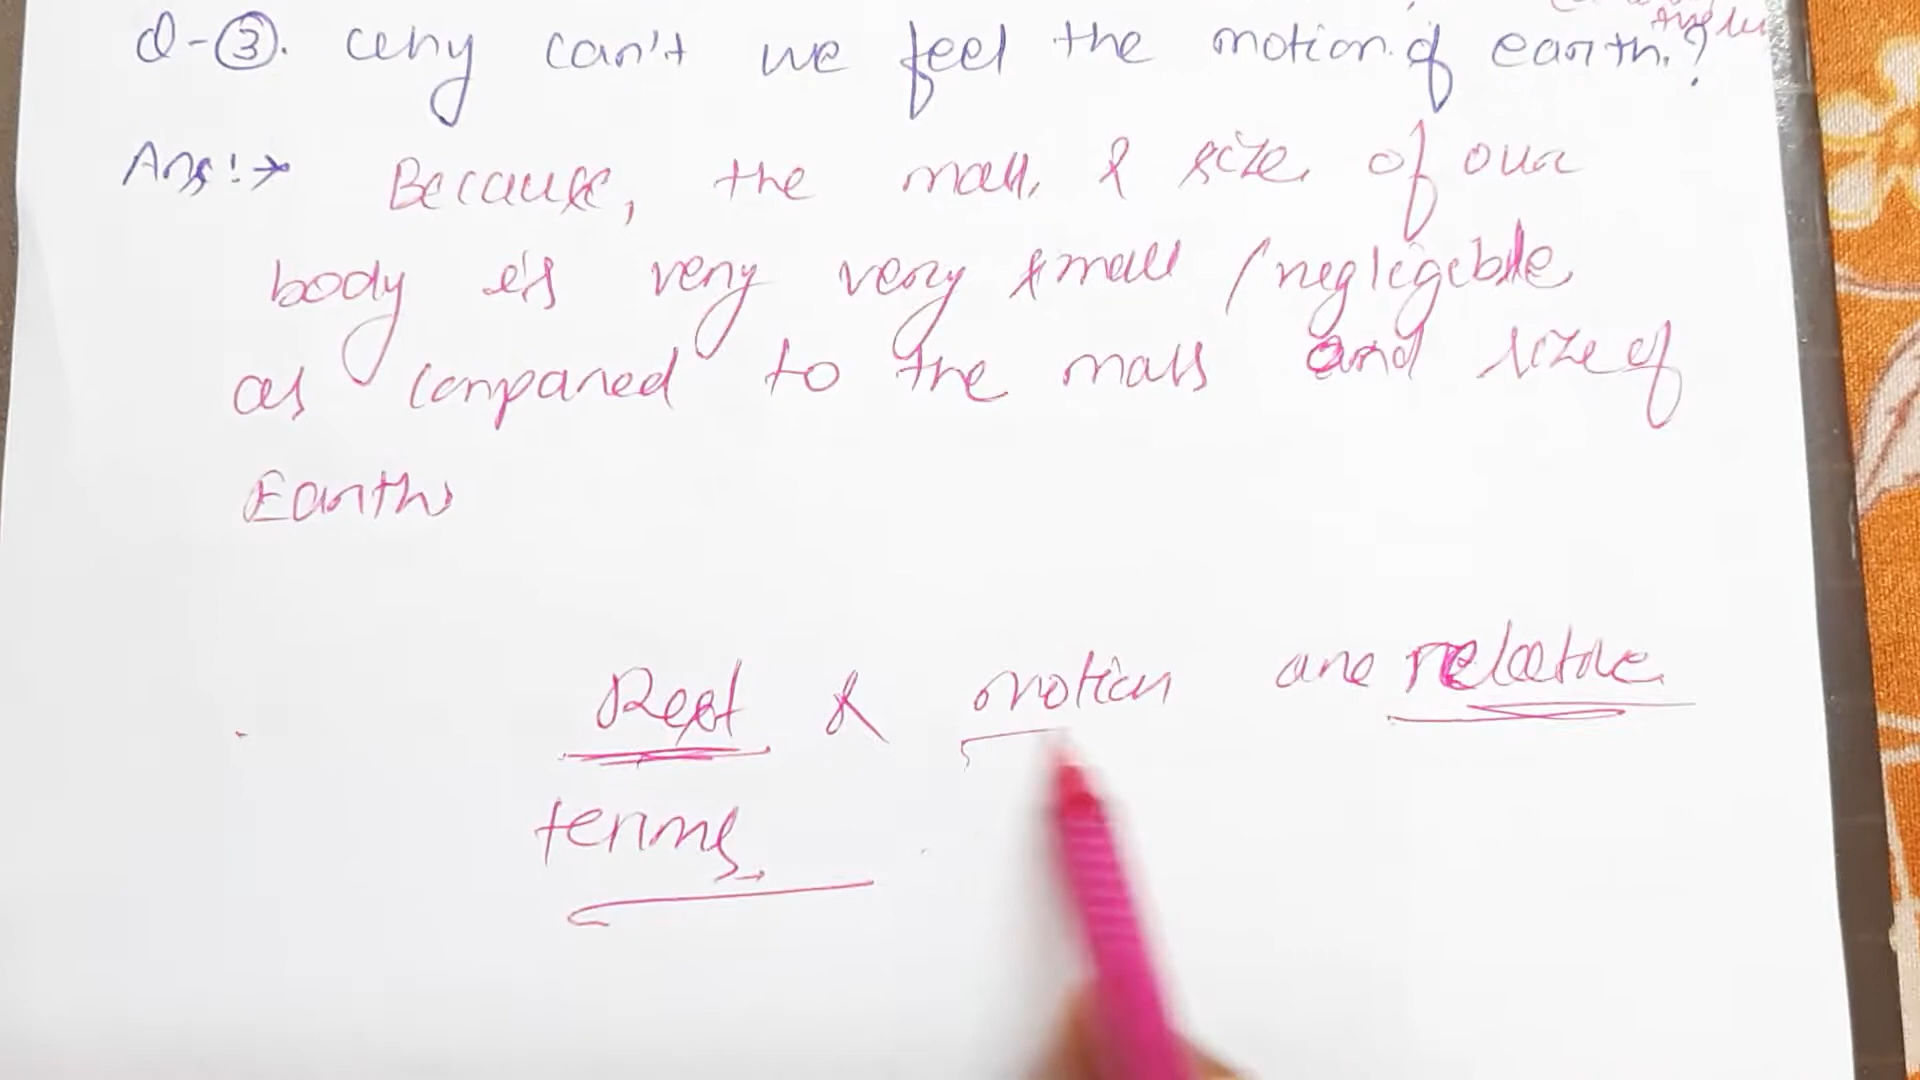 Q-③. Why can't we feel the motion of earth.?
Ans:→ Because, the mass & size of our
body is very very small / negligible
as compared to the mass and size of
Earth
Rest & motion are relative
terms